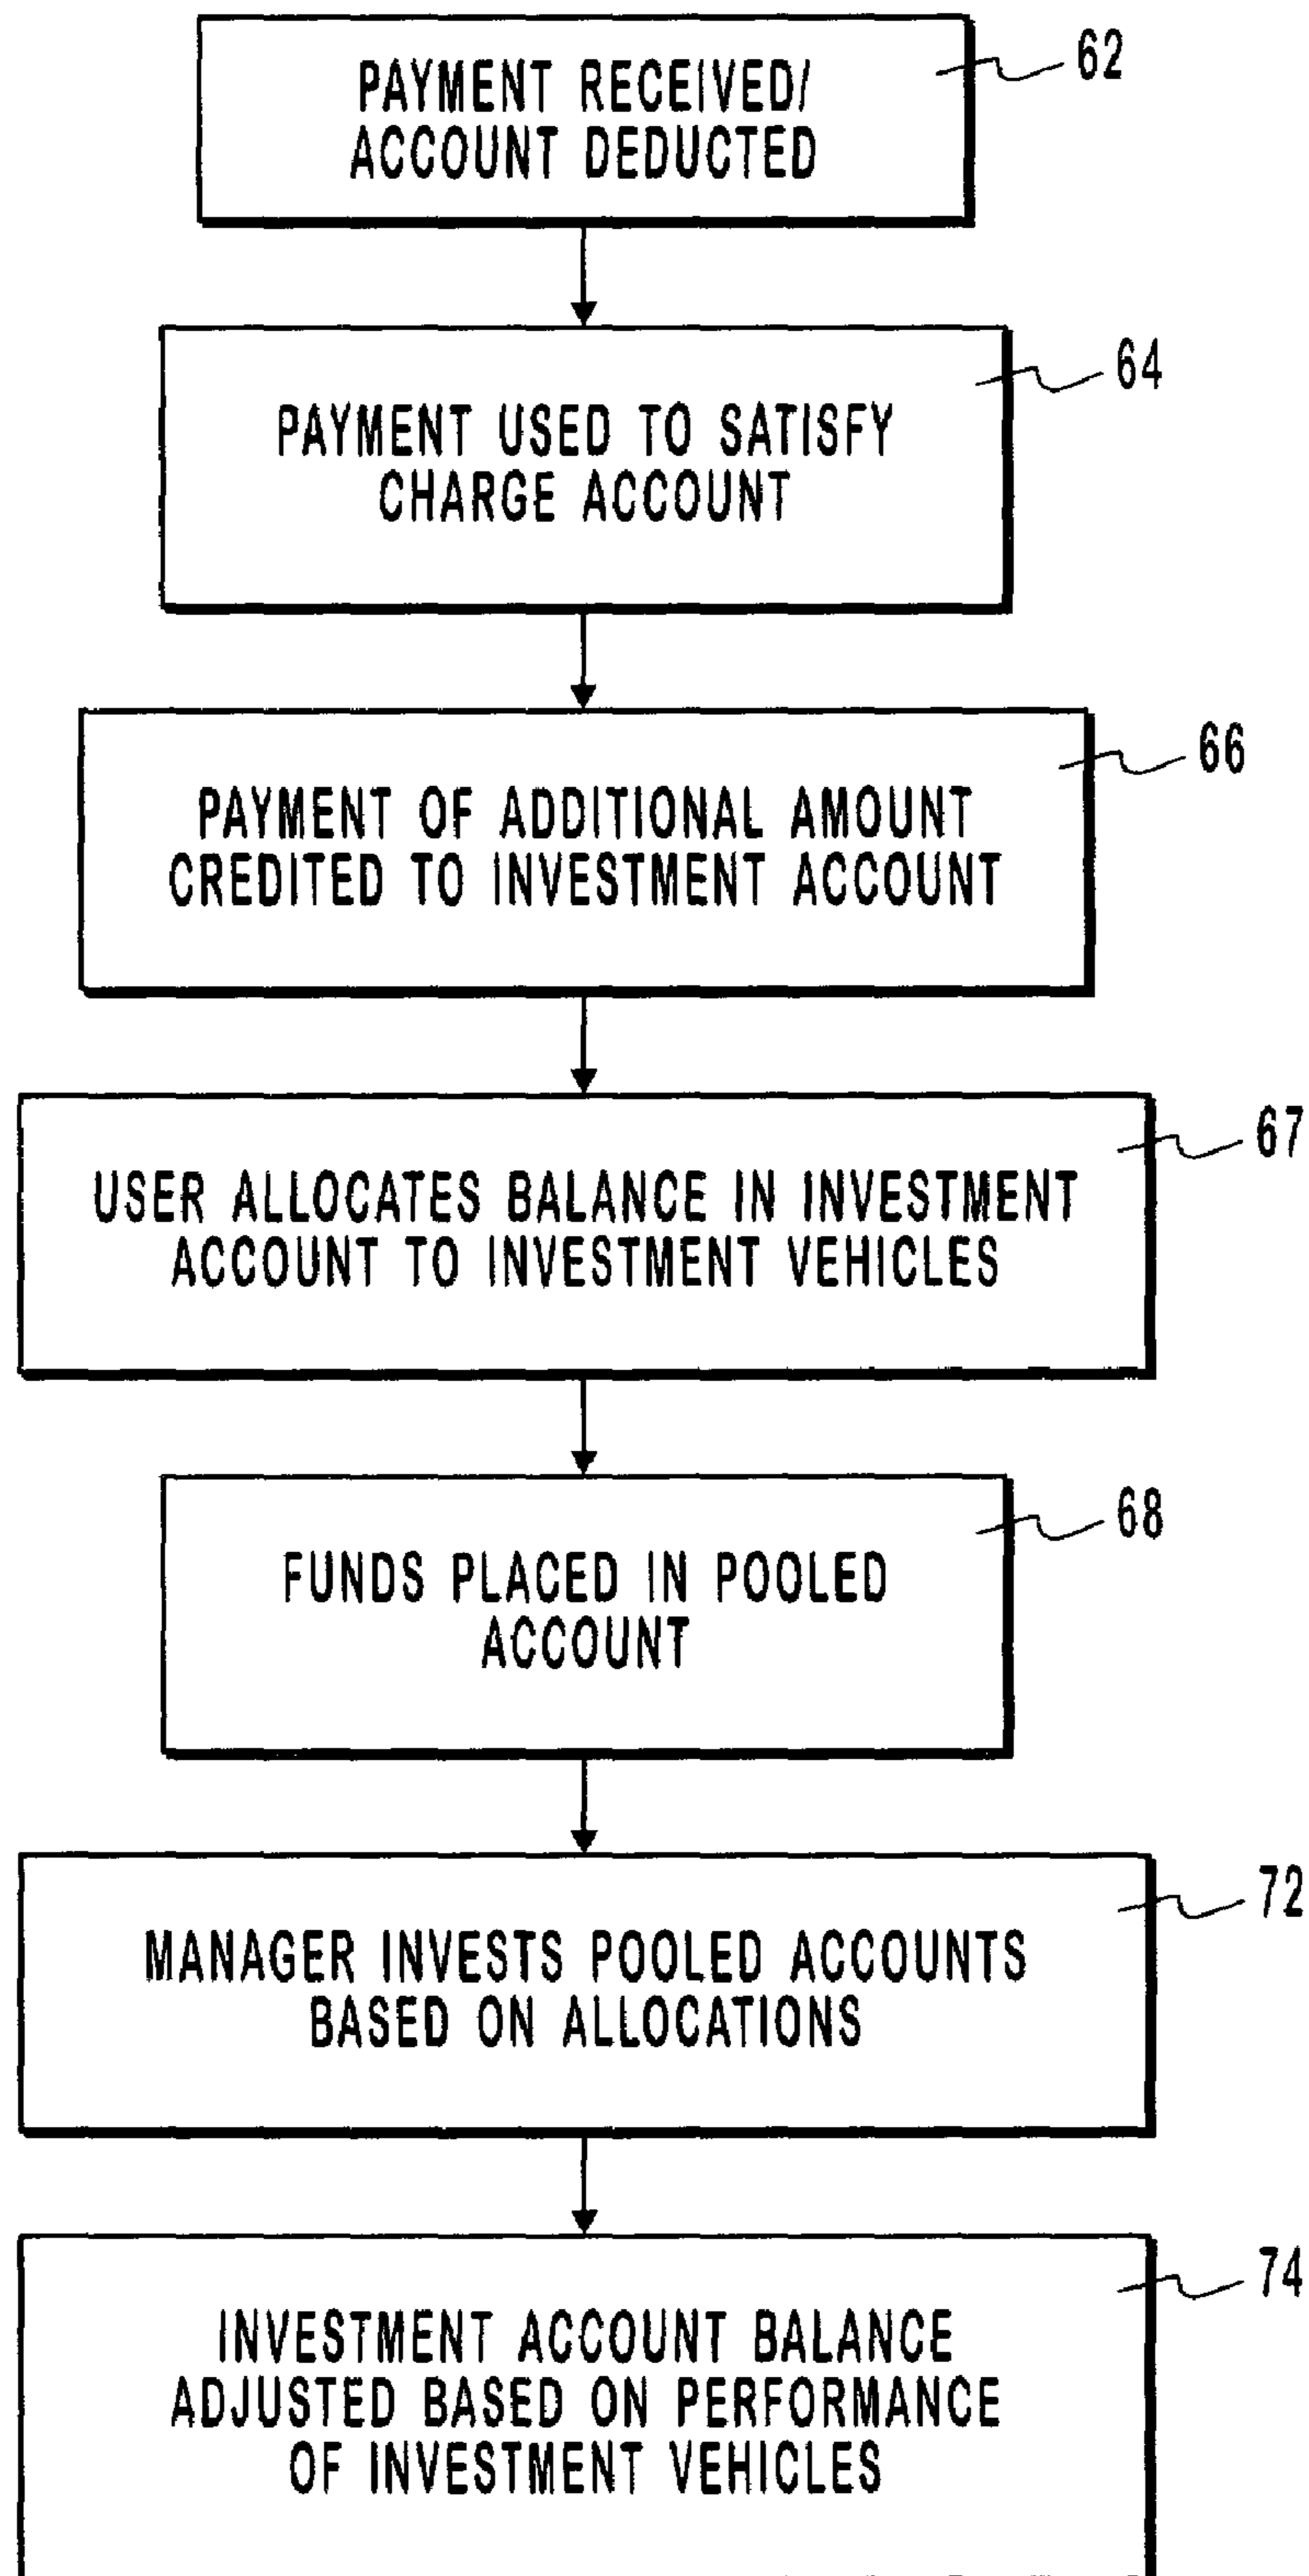 PAYMENT RECEIVED/
ACCOUNT DEDUCTED
62
PAYMENT USED TO SATISFY
CHARGE ACCOUNT
64
PAYMENT OF ADDITIONAL AMOUNT
CREDITED TO INVESTMENT ACCOUNT
66
USER ALLOCATES BALANCE IN INVESTMENT
ACCOUNT TO INVESTMENT VEHICLES
67
FUNDS PLACED IN POOLED
ACCOUNT
68
MANAGER INVESTS POOLED ACCOUNTS
BASED ON ALLOCATIONS
72
INVESTMENT ACCOUNT BALANCE
ADJUSTED BASED ON PERFORMANCE
OF INVESTMENT VEHICLES
74